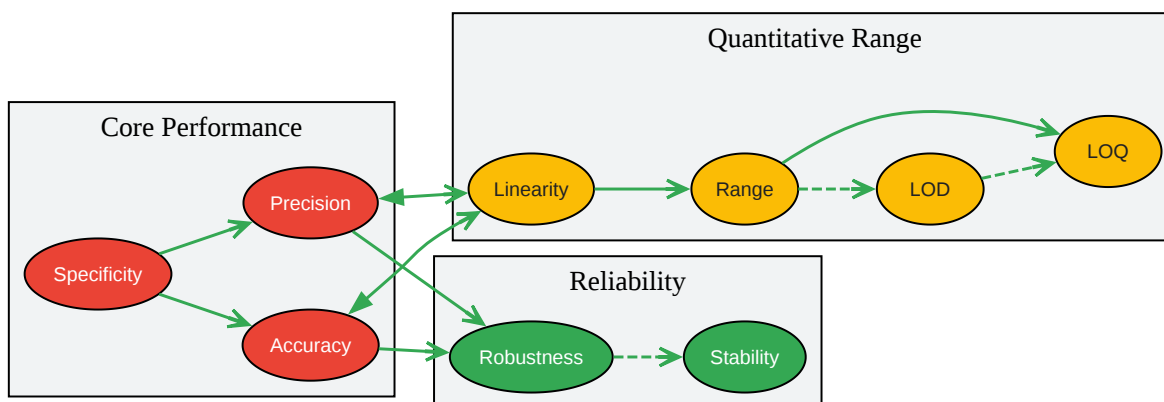 Quantitative Range
Core Performance
Precision
Linearity
Range
LOD
LOQ
Specificity
Reliability
Accuracy
Robustness
Stability